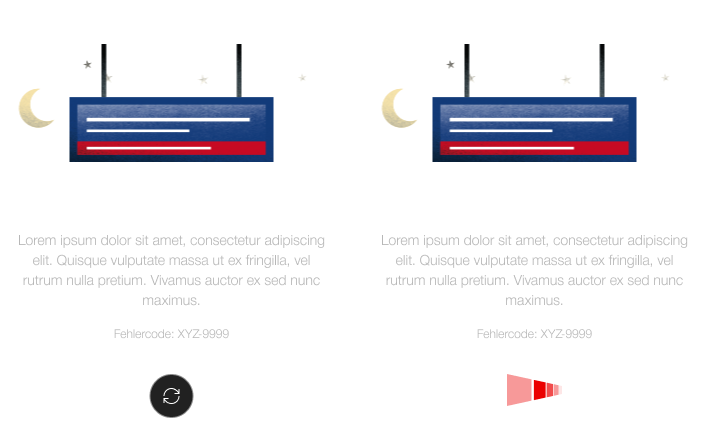 Lorem ipsum dolor sit amet, consectetur adipiscing
elit. Quisque vulputate massa ut ex fringilla, vel
rutrum nulla pretium. Vivamus auctor ex sed nunc
maximus.
Fehlercode: XYZ-9999
Lorem ipsum dolor sit amet, consectetur adipiscing
elit. Quisque vulputate massa ut ex fringilla, vel
rutrum nulla pretium. Vivamus auctor ex sed nunc
maximus.
Fehlercode: XYZ-9999